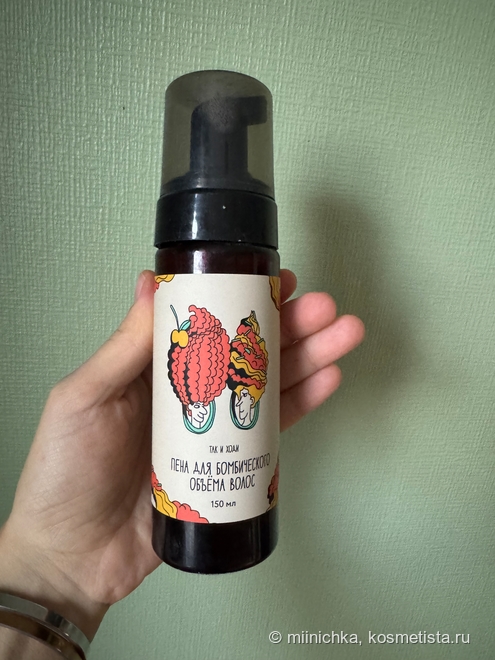 ТАК И ХОДИ
ПЕНА ДЛЯ БОМБИЧЕСКОГО
ОБЪЁМА ВОЛОС
150 мл
© miinichka, kosmetista.ru